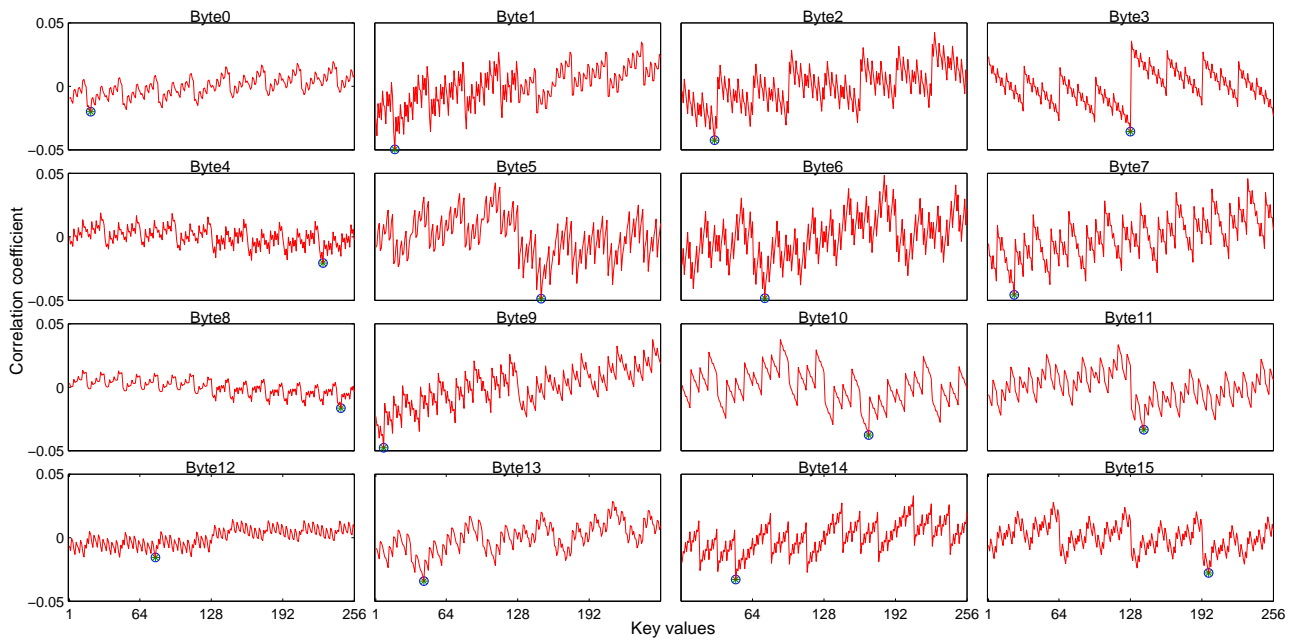 Byte0 Byte1 Byte2 Byte3
0.05
0
−0.05
Byte4 Byte5 Byte6 Byte7
0.05
0
−0.05
Byte8 Byte9 Byte10 Byte11
0.05
0
−0.05
Byte12 Byte13 Byte14 Byte15
0.05
0
−0.05
1 64 128 192 256 1 64 128 192 1 64 128 192 256 1 64 128 192 256
Key values
Correlation coefficient